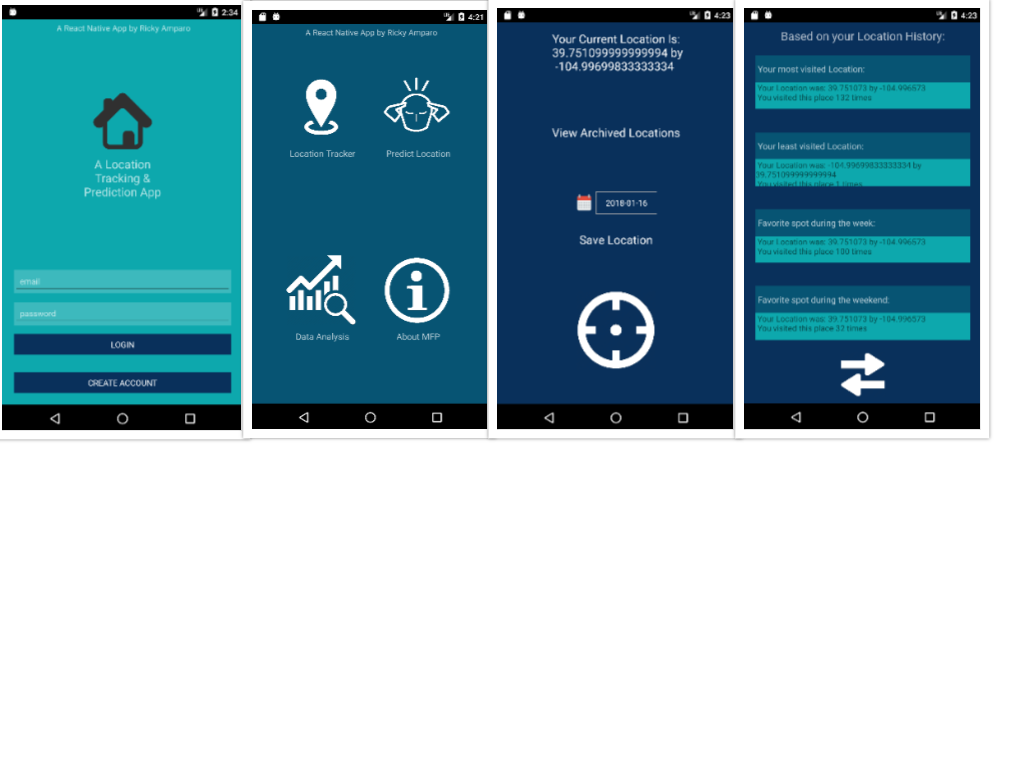 2:34
A React Native App by Ricky Amparo
A Location
Tracking &
Prediction App
email
password
LOGIN
CREATE ACCOUNT
4:21
A React Native App by Ricky Amparo
Location Tracker
Predict Location
Data Analysis
About MFP
4:23
Your Current Location Is:
39.751099999999994 by
-104.99699833333334
View Archived Locations
2018-01-16
Save Location
4:23
Based on your Location History:
Your most visited Location:
Your Location was: 39.751073 by -104.996573
You visited this place 132 times
Your least visited Location:
Your Location was: -104.99699833333334 by
39.751099999999994
You visited this place 1 times
Favorite spot during the week:
Your Location was: 39.751073 by -104.996573
You visited this place 100 times
Favorite spot during the weekend:
Your Location was: 39.751073 by -104.996573
You visited this place 32 times